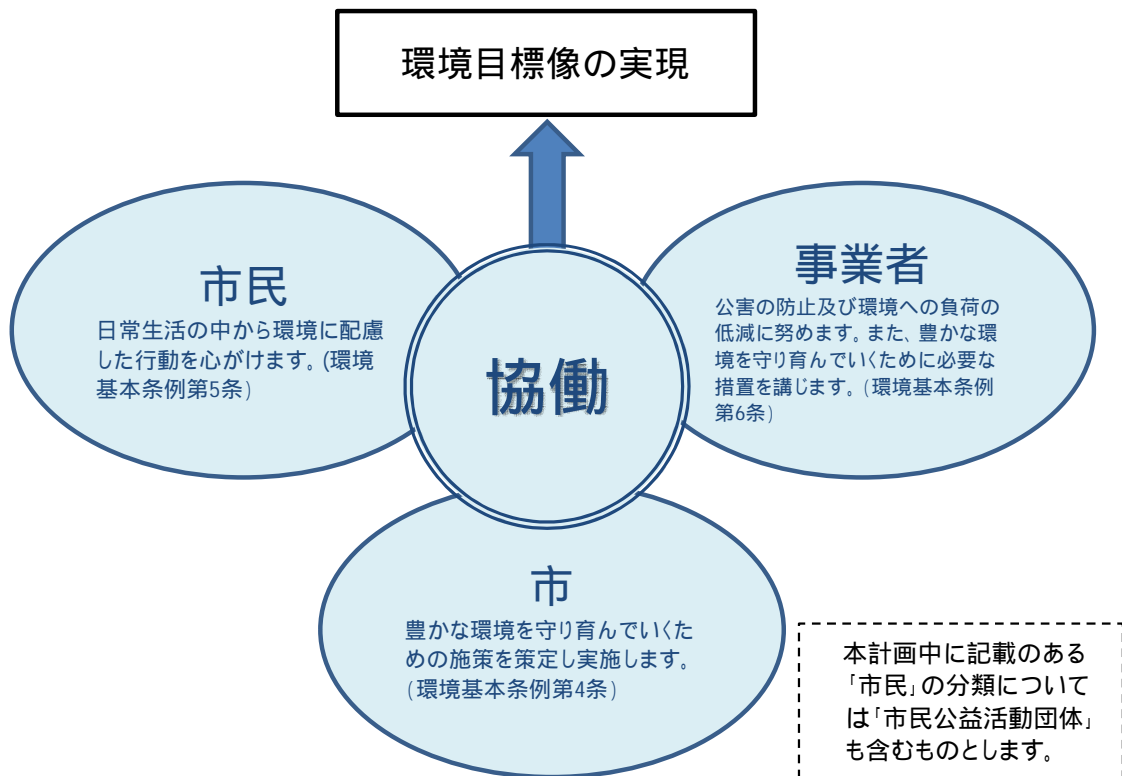 環境目標像の実現
市民
日常生活の中から環境に配慮
した行動を心がけます。(環境
基本条例第5条)
事業者
公害の防止及び環境への負荷の
低減に努めます。また、豊かな環
境を守り育んでいくために必要な
措置を講じます。(環境基本条例
第6条)
協働
市
豊かな環境を守り育んでいくた
めの施策を策定し実施します。
(環境基本条例第4条)
本計画中に記載のある
「市民」の分類について
は「市民公益活動団体」
も含むものとします。